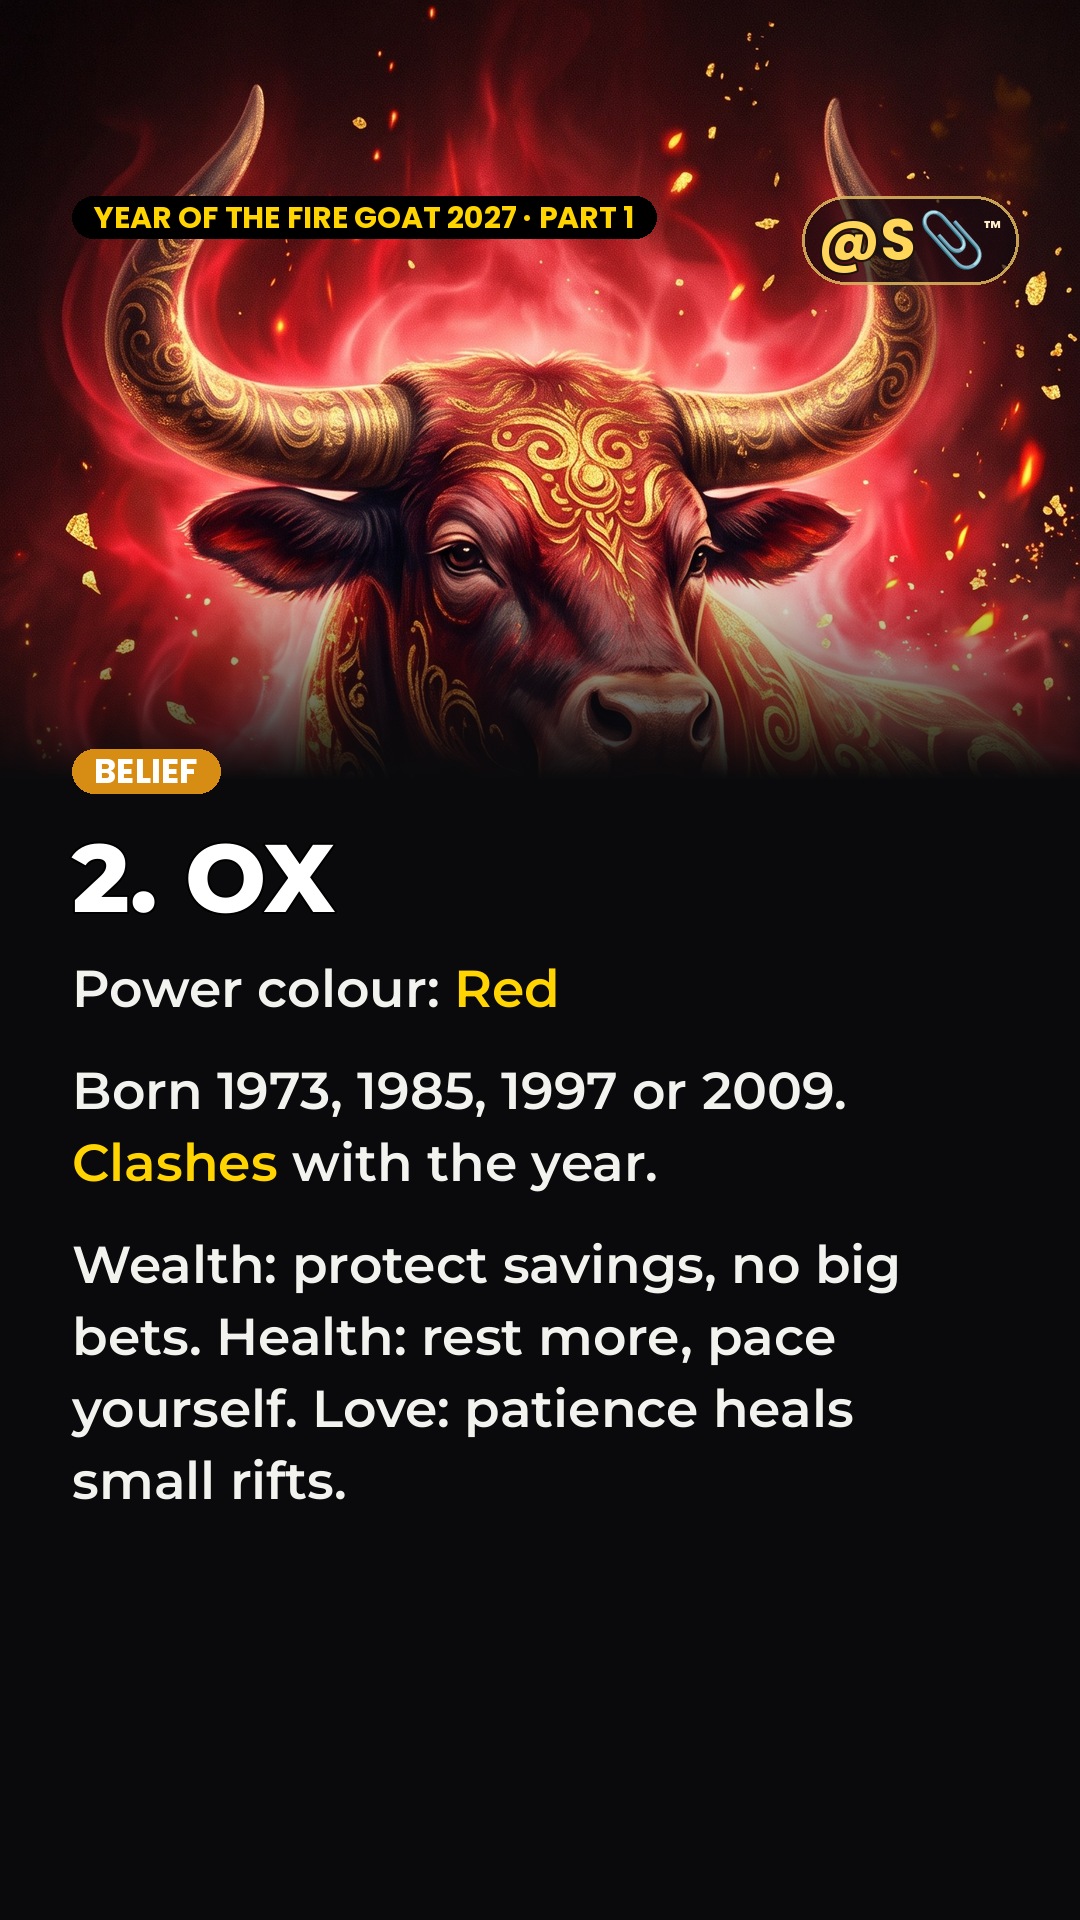 YEAR OF THE FIRE GOAT 2027 · PART 1
@S📎™
BELIEF
2. OX
Power colour: Red
Born 1973, 1985, 1997 or 2009.
Clashes with the year.
Wealth: protect savings, no big
bets. Health: rest more, pace
yourself. Love: patience heals
small rifts.